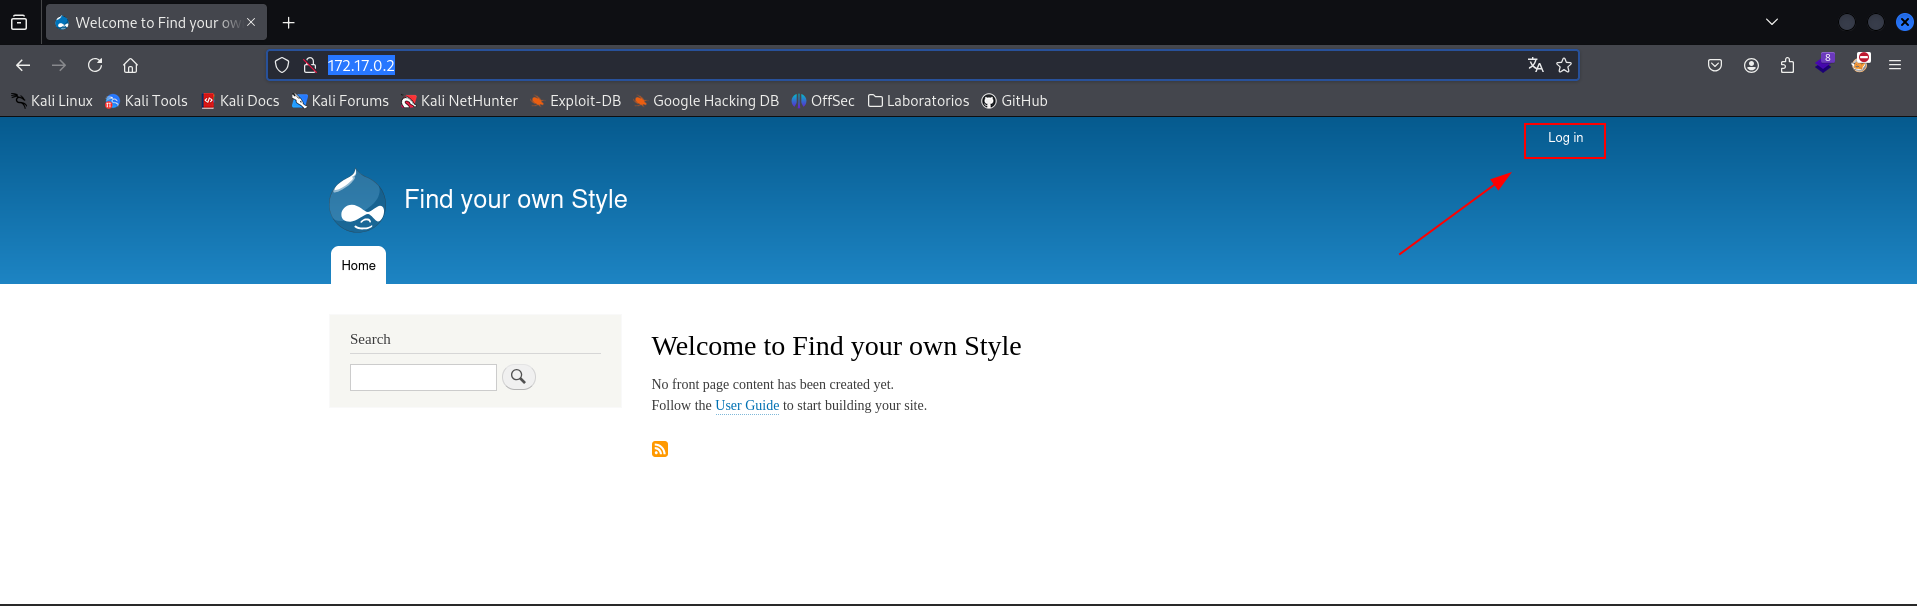 Welcome to Find your ow
172.17.0.2
8
Kali Linux Kali Tools Kali Docs Kali Forums Kali NetHunter Exploit-DB Google Hacking DB OffSec Laboratorios GitHub
Log in
Find your own Style
Home
Search
Welcome to Find your own Style
No front page content has been created yet.
Follow the User Guide to start building your site.